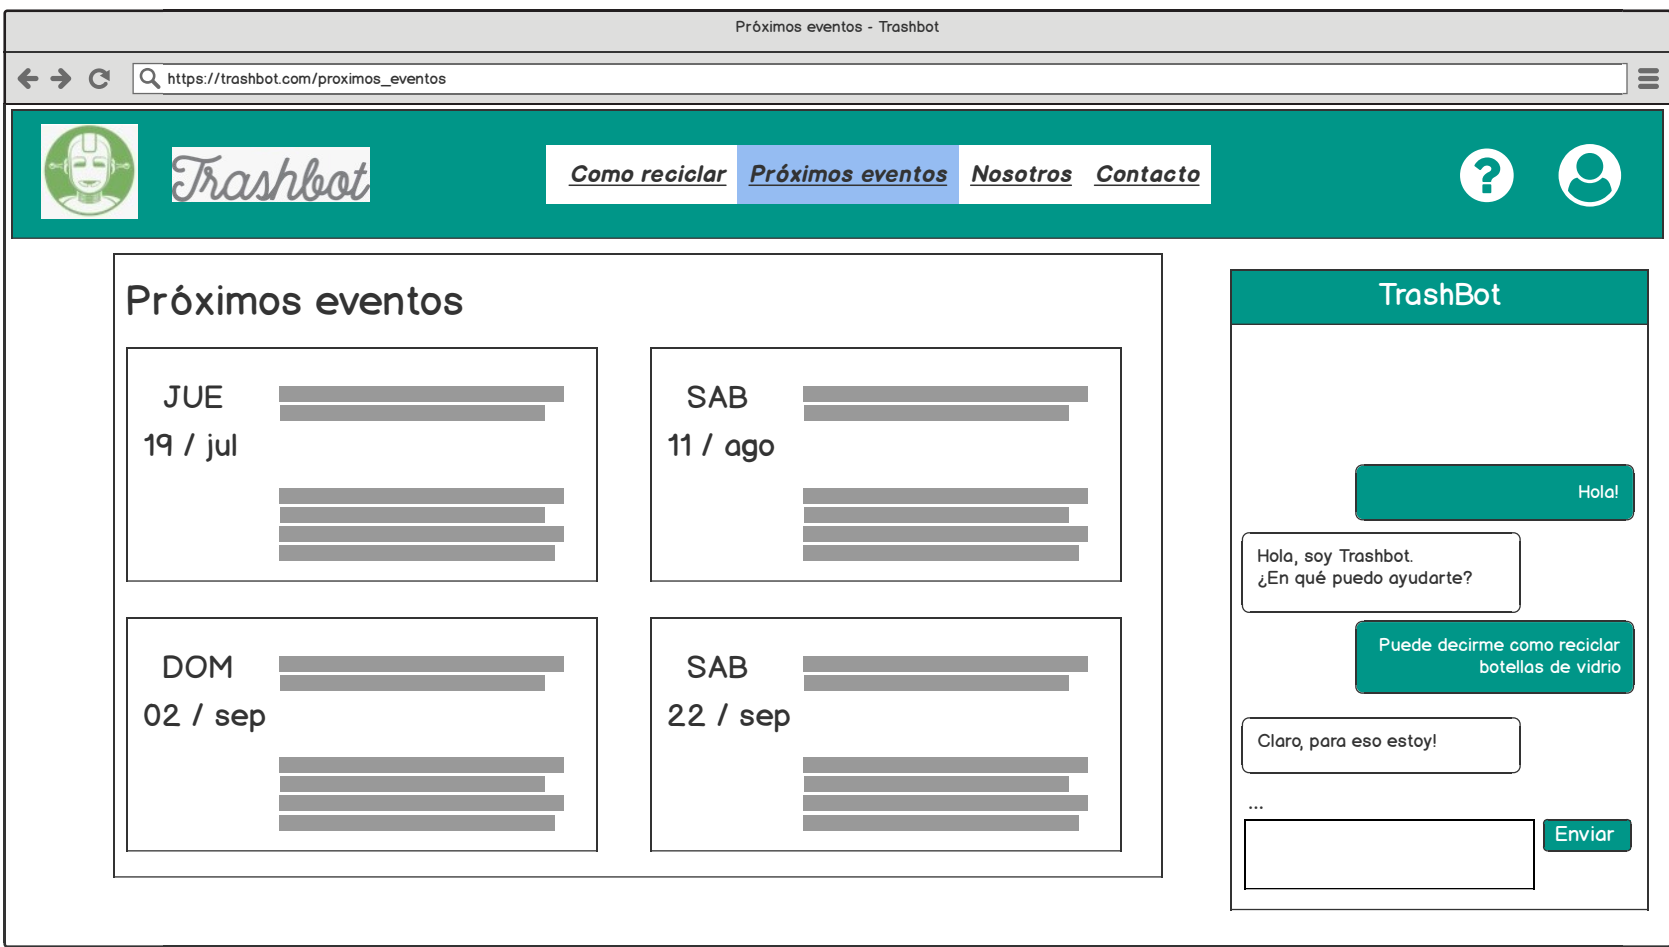 Próximos eventos - Trashbot
https://trashbot.com/proximos_eventos
Trashbot
Como reciclar Próximos eventos Nosotros Contacto
?
Próximos eventos
JUE
19 / jul
SAB
11 / ago
DOM
02 / sep
SAB
22 / sep
TrashBot
Hola!
Hola, soy Trashbot.
¿En qué puedo ayudarte?
Puede decirme como reciclar
botellas de vidrio
Claro, para eso estoy!
...
Enviar